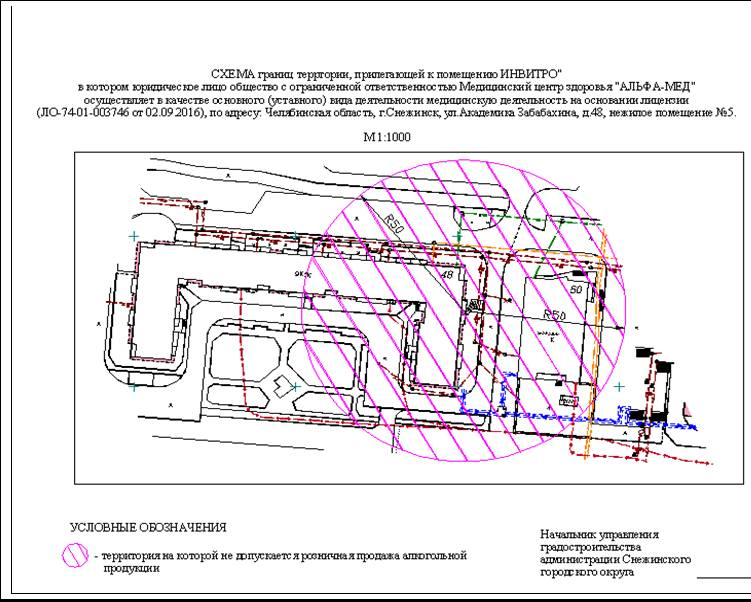 СХЕМА границ терртории, прилегающей к помещению ИНВИТРО"
в котором юридическое лицо общество с ограниченной ответственностью Медицинский центр здоровья "АЛЬФА-МЕД"
осуществляет в качестве основного (уставного) вида деятельности медицинскую деятельность на основании лицензии
(ЛО-74-01-003746 от 02.09.2016), по адресу: Челябинская область, г.Снежинск, ул.Академика Забабахина, д.48, нежилое помещение №5.
М1:1000
R50
48
50
R50
К
УСЛОВНЫЕ ОБОЗНАЧЕНИЯ
- территория на которой не допускается розничная продажа алкогольной
продукции
Начальник управления
градостроительства
администрации Снежинского
городского округа